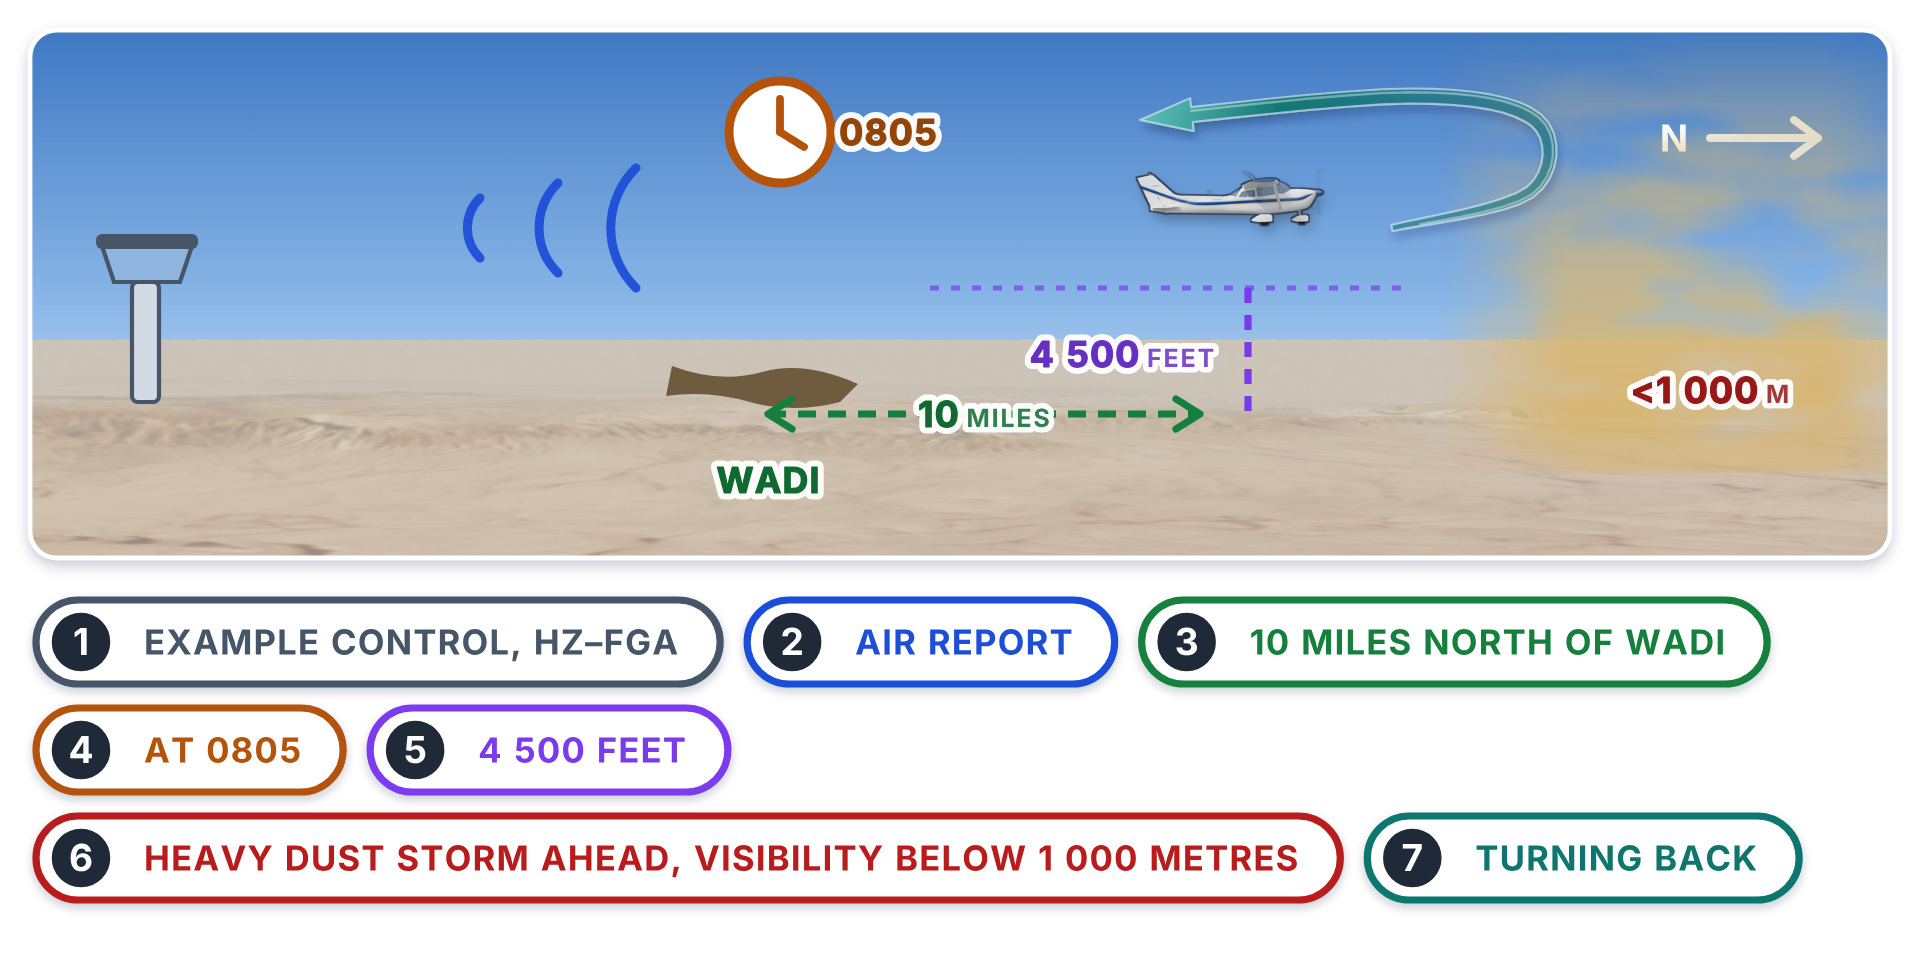 0805
N
4 500 FEET
<1 000 M
10 MILES
WADI
1 EXAMPLE CONTROL, HZ–FGA
2 AIR REPORT
3 10 MILES NORTH OF WADI
4 AT 0805
5 4 500 FEET
6 HEAVY DUST STORM AHEAD, VISIBILITY BELOW 1 000 METRES
7 TURNING BACK